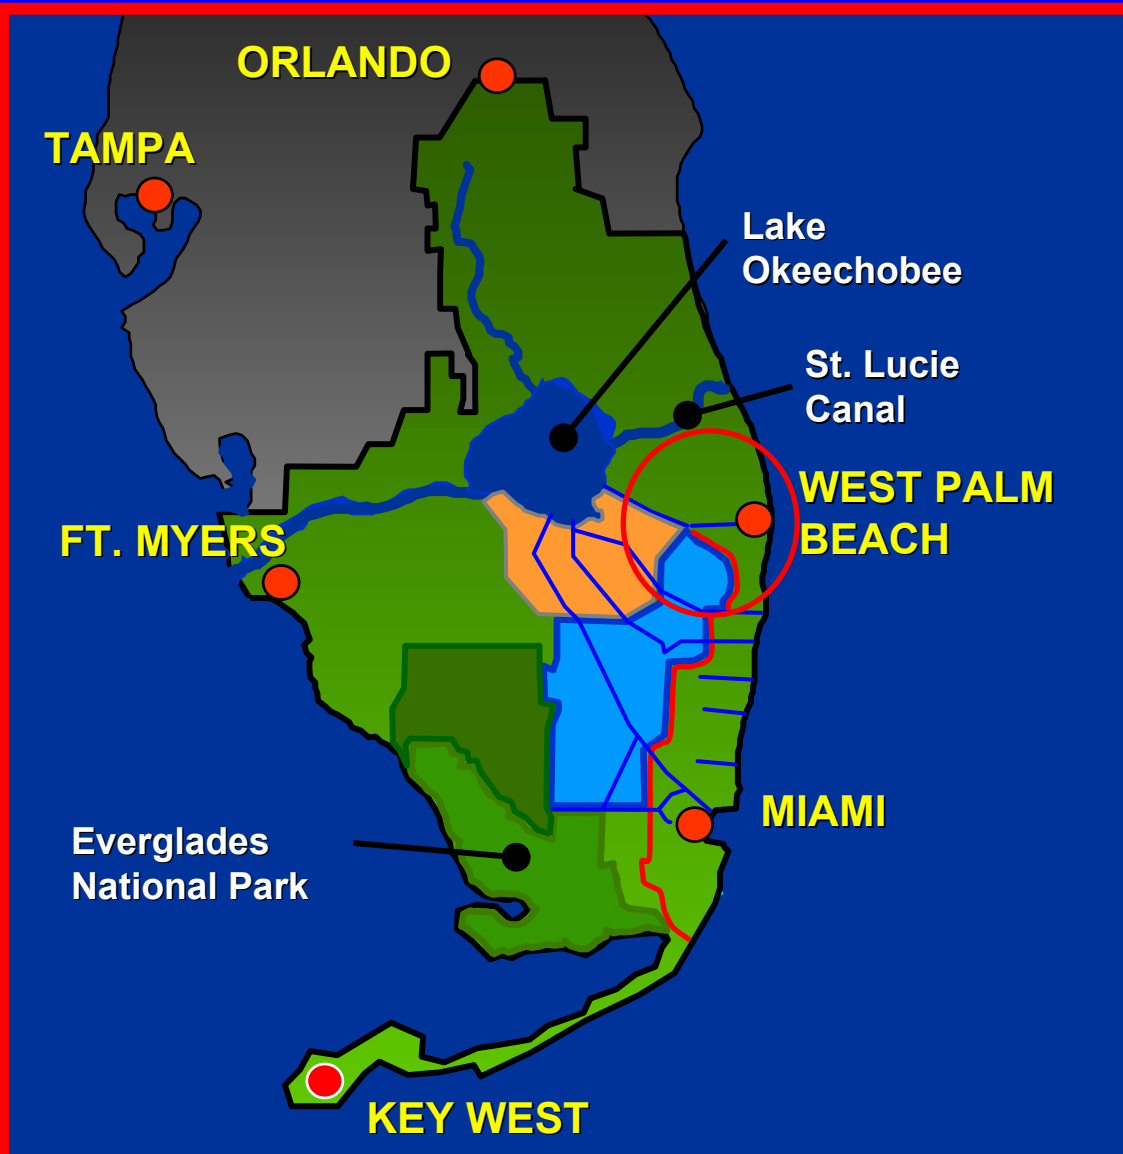 ORLANDO
TAMPA
Lake
Okeechobee
St. Lucie
Canal
WEST PALM
BEACH
FT. MYERS
MIAMI
Everglades
National Park
KEY WEST